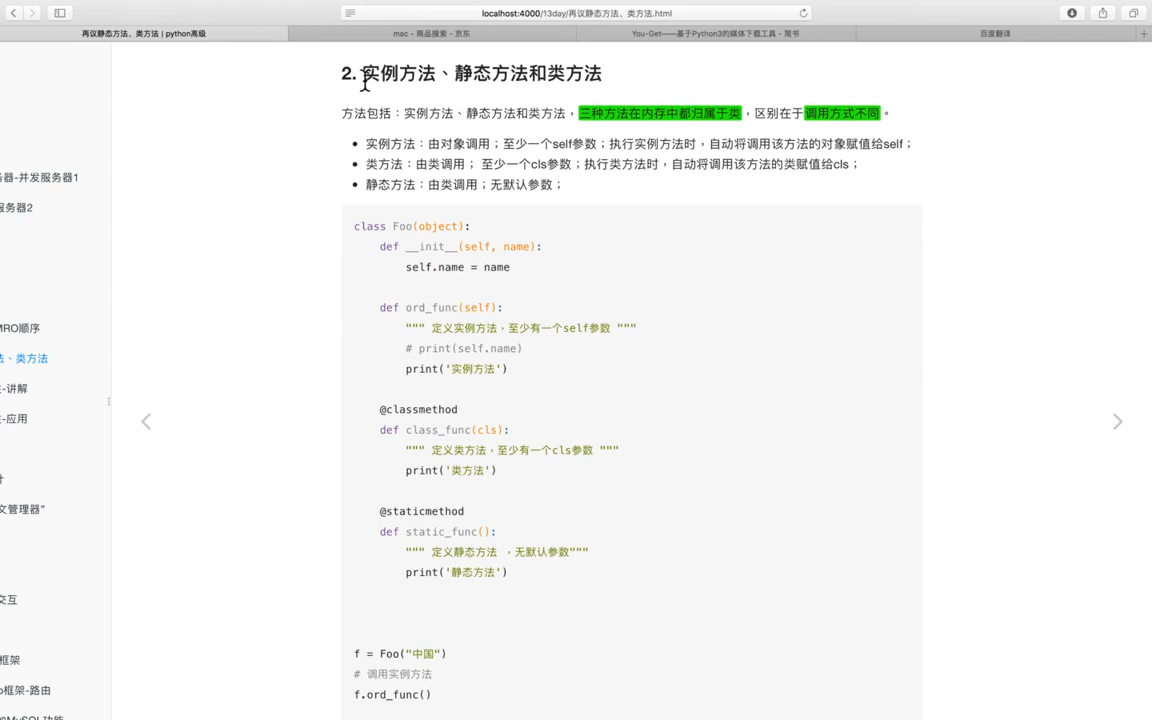 localhost:4000/13day/再议静态方法、类方法.html
再议静态方法、类方法 | python高级
mac - 商品搜索 - 京东
You-Get——基于Python3的媒体下载工具 - 简书
百度翻译
2. 实例方法、静态方法和类方法
方法包括：实例方法、静态方法和类方法，三种方法在内存中都归属于类，区别在于调用方式不同。
• 实例方法：由对象调用；至少一个self参数；执行实例方法时，自动将调用该方法的对象赋值给self；
• 类方法：由类调用； 至少一个cls参数；执行类方法时，自动将调用该方法的类赋值给cls；
• 静态方法：由类调用；无默认参数；
class Foo(object):
def __init__(self, name):
self.name = name
def ord_func(self):
""" 定义实例方法，至少有一个self参数 """
# print(self.name)
print('实例方法')
@classmethod
def class_func(cls):
""" 定义类方法，至少有一个cls参数 """
print('类方法')
@staticmethod
def static_func():
""" 定义静态方法 ，无默认参数"""
print('静态方法')
f = Foo("中国")
# 调用实例方法
f.ord_func()
器-并发服务器1
服务器2
MRO顺序
法、类方法
-讲解
-应用
计
文管理器"
交互
框架
框架-路由
MySQL功能